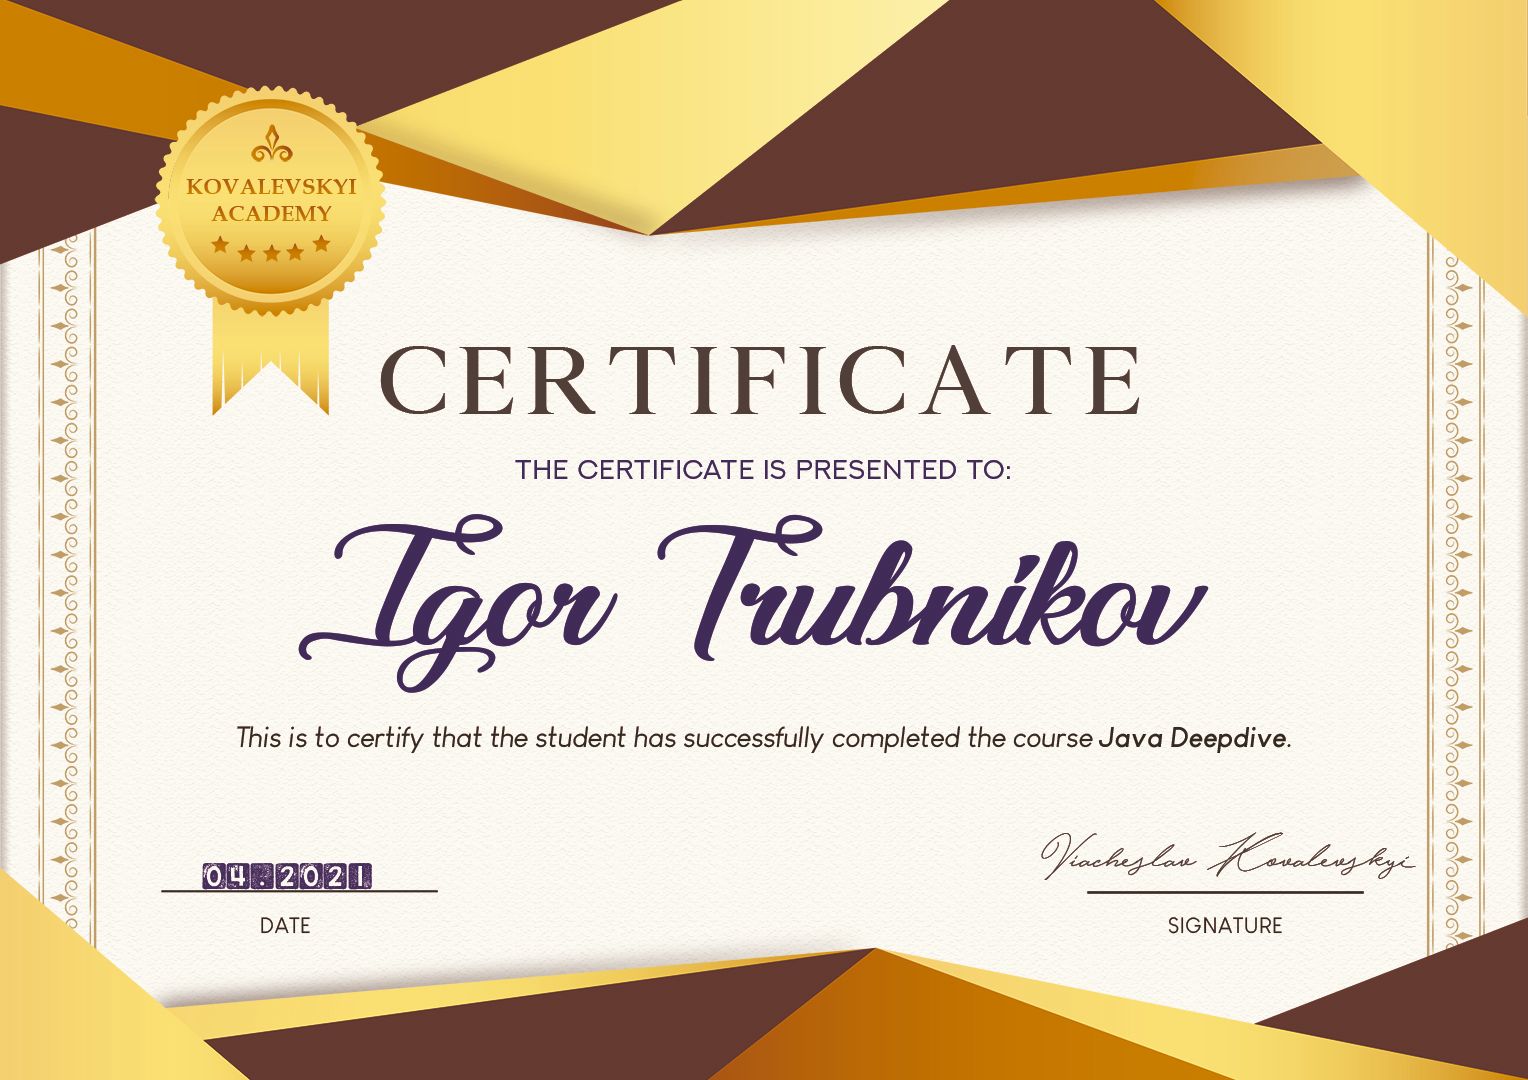 KOVALEVSKYI
ACADEMY
CERTIFICATE
THE CERTIFICATE IS PRESENTED TO:
Igor Trubnikov
This is to certify that the student has successfully completed the course Java Deepdive.
04.2021
DATE
Viacheslav Kovalevskyi
SIGNATURE